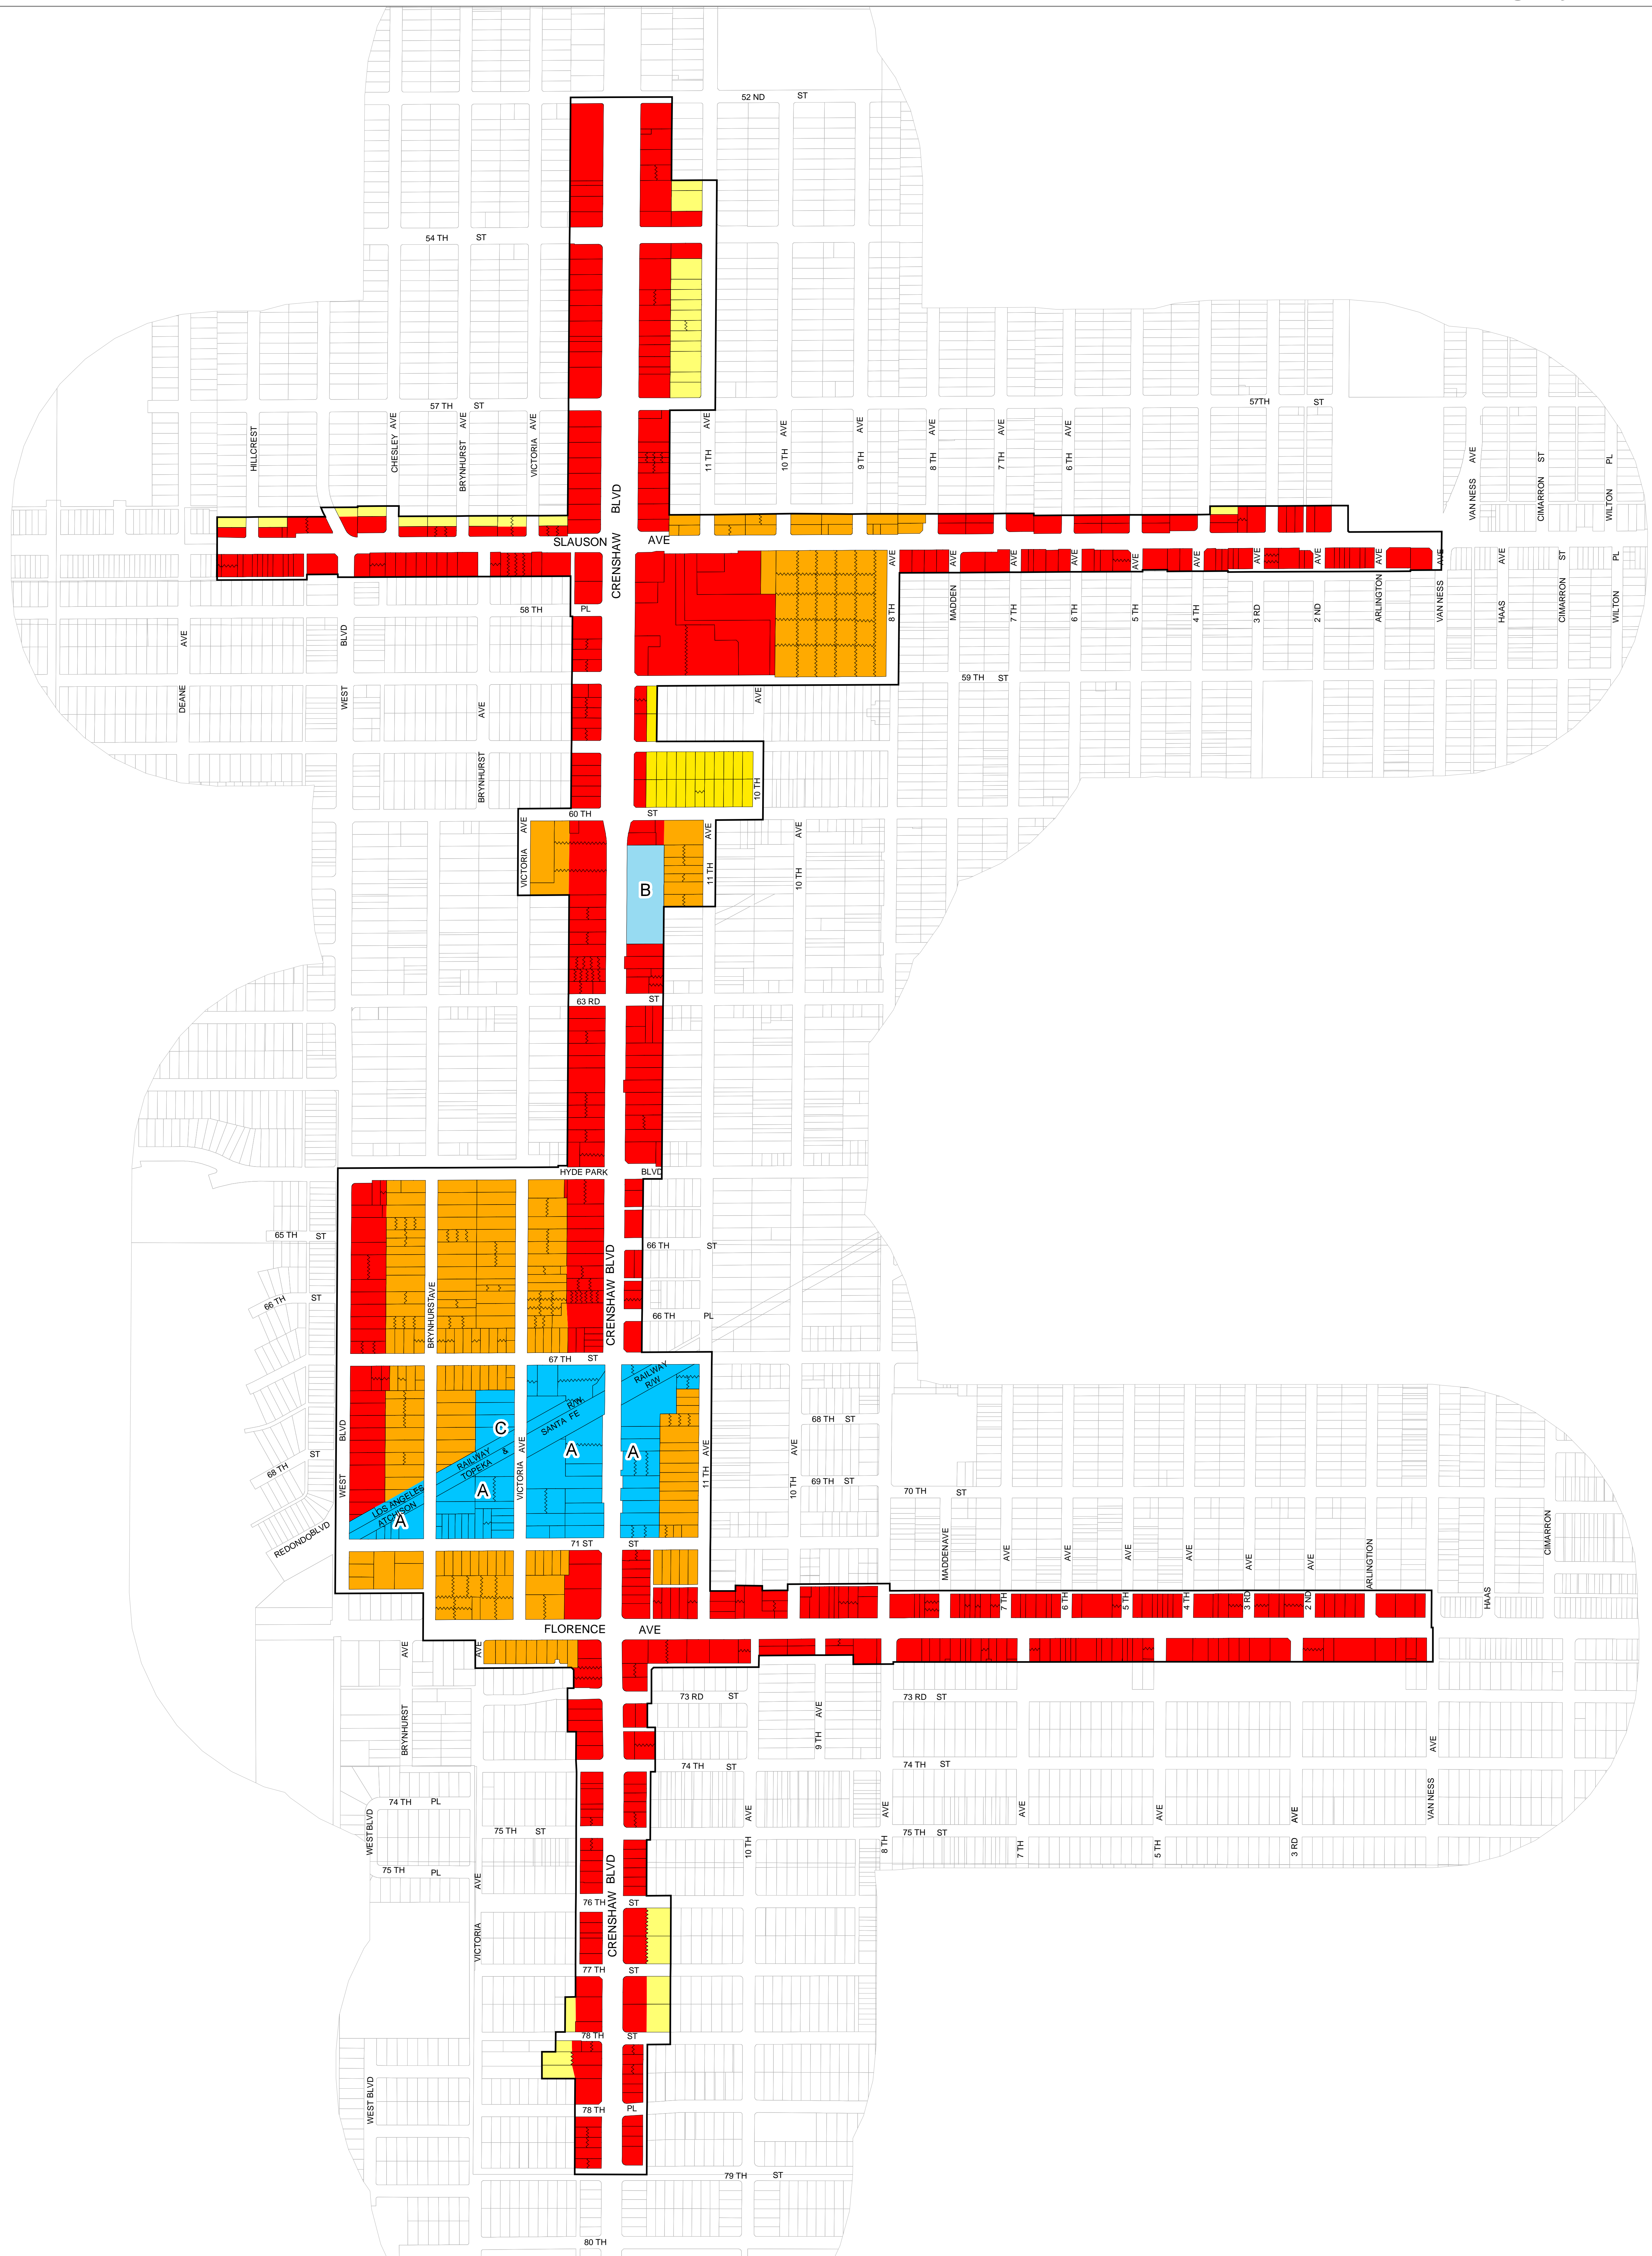 52 ND ST
54 TH ST
57 TH ST
57TH ST
HILLCREST
CHESLEY AVE
BRYNHURST AVE
VICTORIA AVE
CRENSHAW BLVD
11 TH AVE
10 TH AVE
9 TH AVE
8 TH AVE
7 TH AVE
6 TH AVE
VAN NESS AVE
CIMARRON ST
WILTON PL
SLAUSON AVE
58 TH PL
8 TH AVE
MADDEN AVE
7 TH AVE
6 TH AVE
5 TH AVE
4 TH AVE
3 RD AVE
2 ND AVE
ARLINGTON AVE
VAN NESS AVE
HAAS AVE
CIMARRON ST
WILTON PL
DEANE AVE
WEST BLVD
BRYNHURST AVE
59 TH ST
10 TH AVE
60 TH ST
VICTORIA AVE
B
11 TH AVE
10 TH AVE
63 RD ST
HYDE PARK BLVD
65 TH ST
66 TH ST
66 TH ST
BRYNHURST AVE
CRENSHAW BLVD
66 TH PL
67 TH ST
RAILWAY
R/W
R/W
SANTA FE
C
RAILWAY
&
TOPEKA
A
A
A
LOS ANGELES
ATCHISON
A
WEST BLVD
VICTORIA AVE
11 TH AVE
10 TH AVE
68 TH ST
68 TH ST
69 TH ST
70 TH ST
REDONDO BLVD
71 ST ST
MADDEN AVE
7 TH AVE
6 TH AVE
5 TH AVE
4 TH AVE
3 RD AVE
2 ND AVE
ARLINGTION
HAAS
CIMARRON
FLORENCE AVE
BRYNHURST AVE
AVE
73 RD ST
9 TH AVE
73 RD ST
74 TH ST
74 TH ST
74 TH PL
WEST BLVD
75 TH ST
75 TH ST
75 TH PL
VICTORIA AVE
CRENSHAW BLVD
10 TH AVE
8 TH AVE
7 TH AVE
5 TH AVE
3 RD AVE
VAN NESS AVE
76 TH ST
77 TH ST
78 TH ST
WEST BLVD
78 TH PL
79 TH ST
80 TH